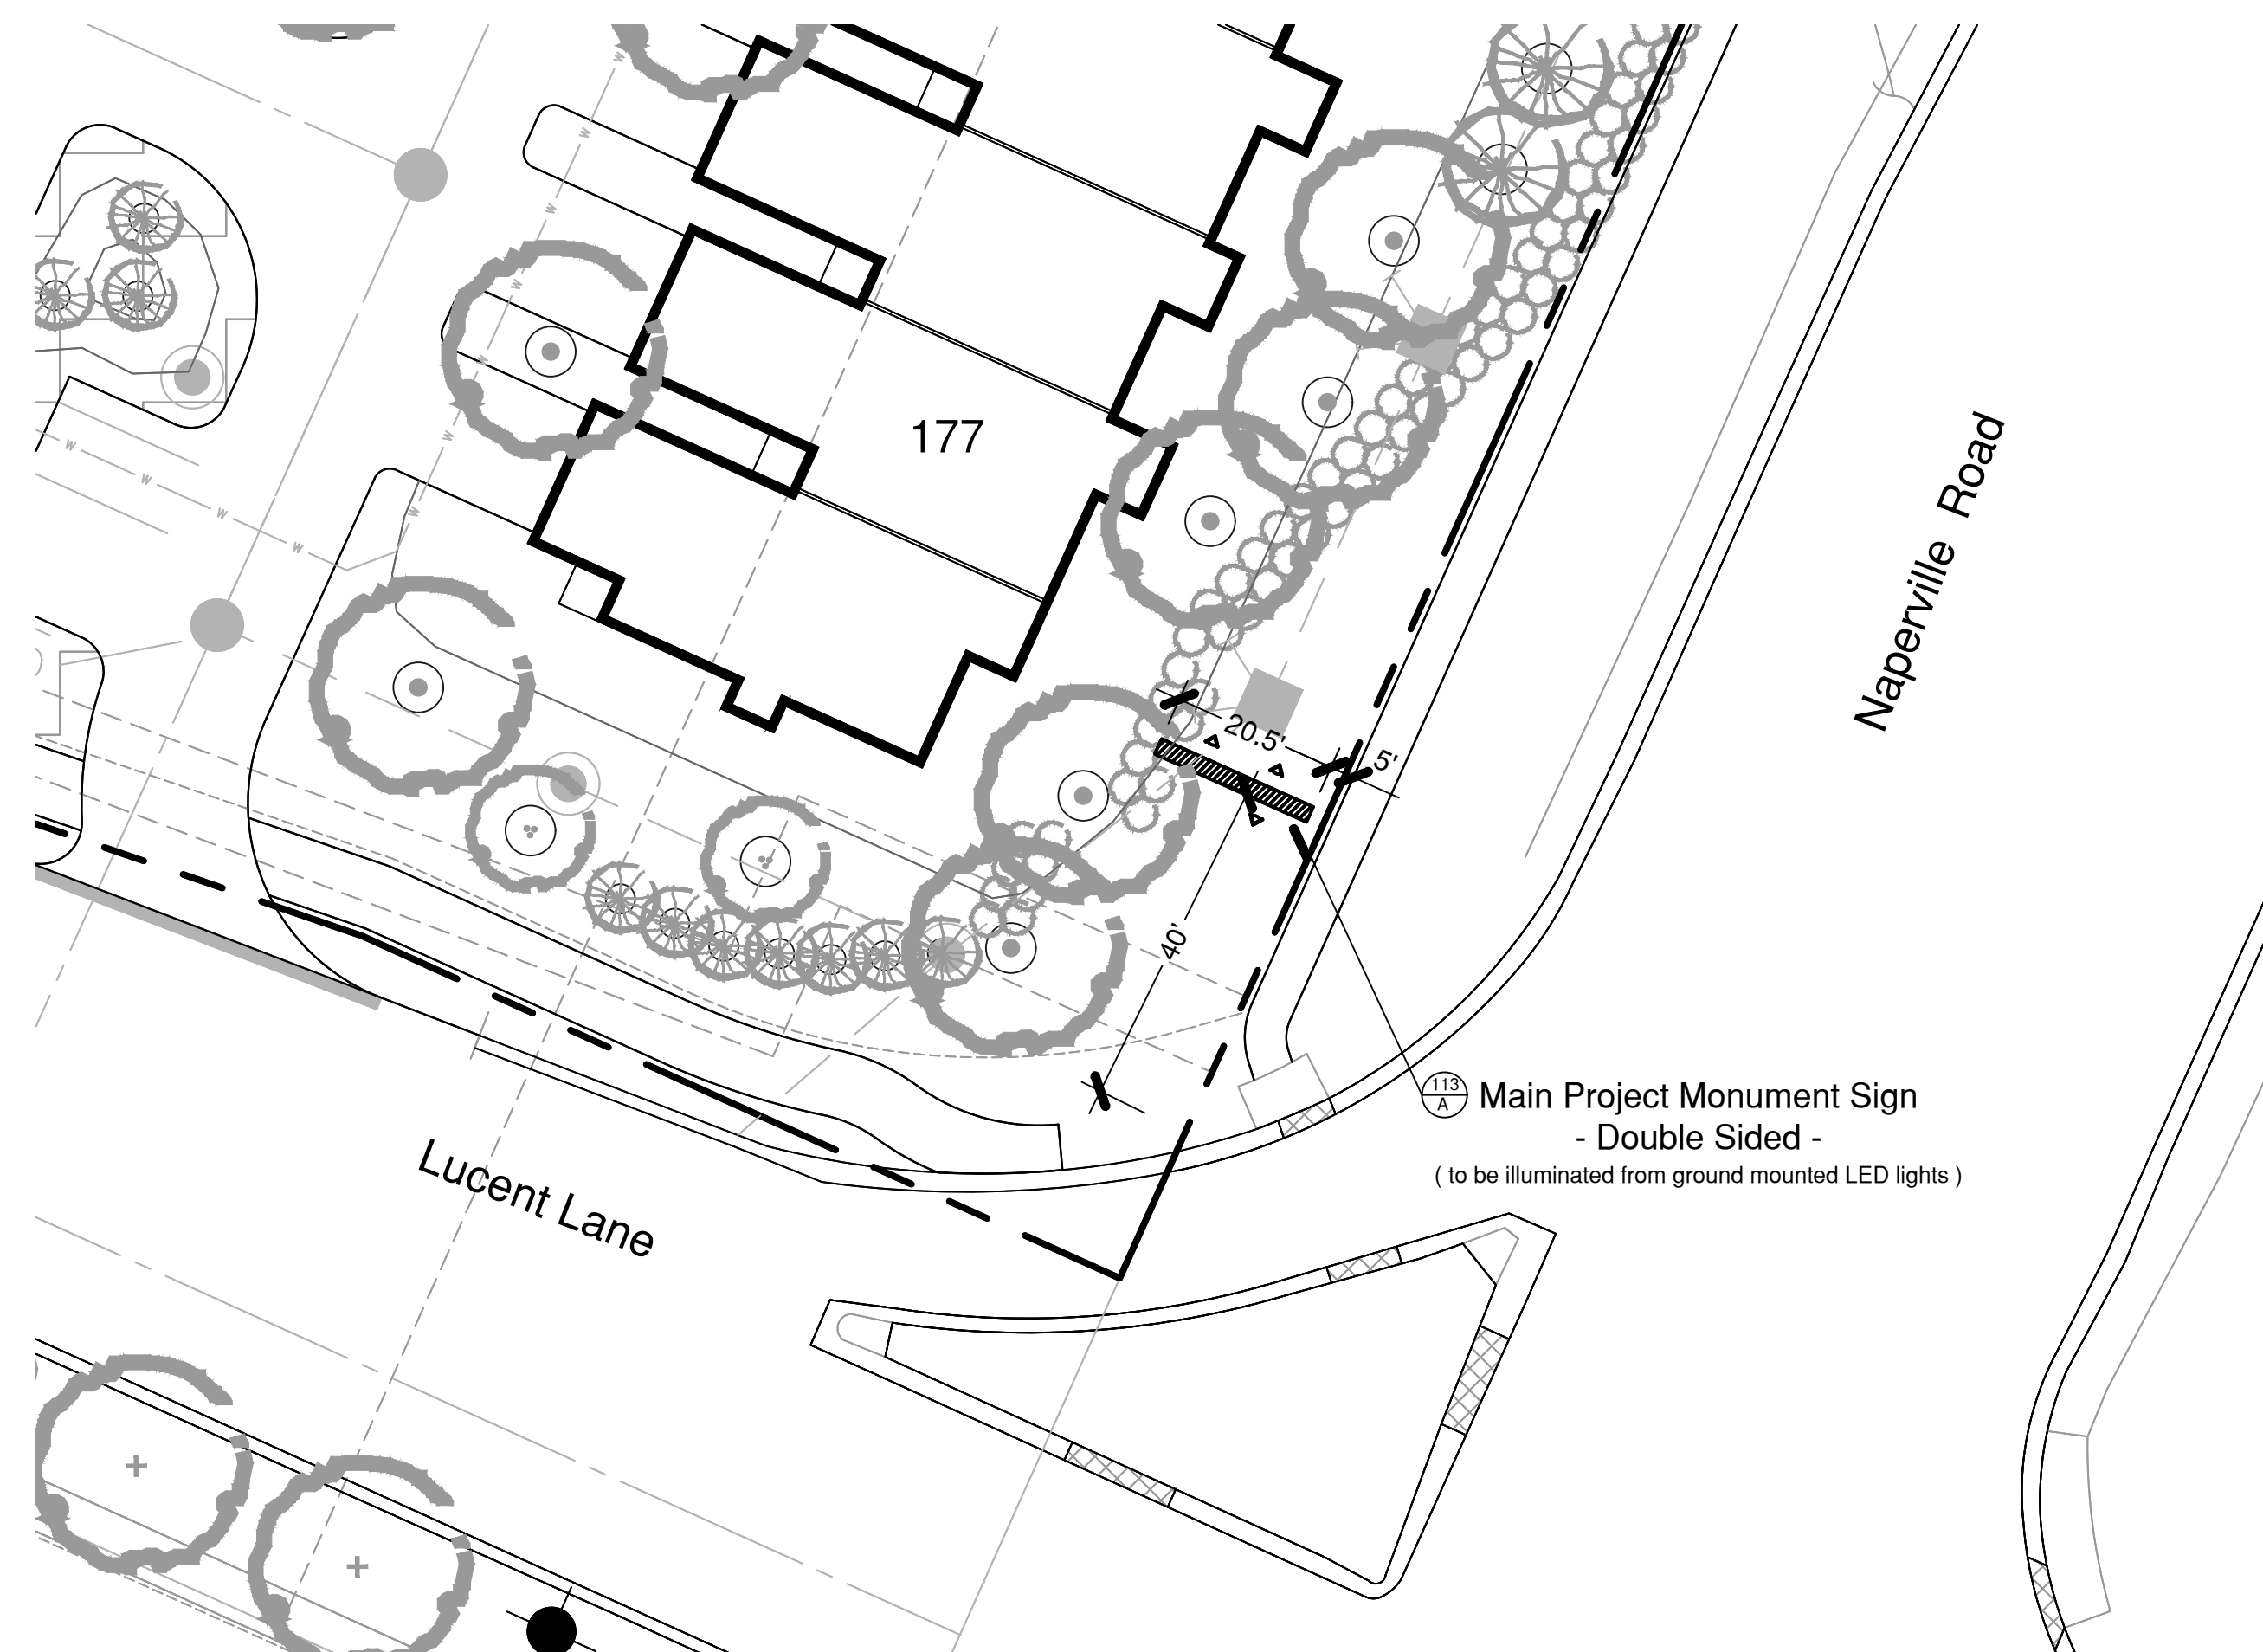 177
Naperville Road
20.5'
5'
40'
113
A
Main Project Monument Sign
- Double Sided -
( to be illuminated from ground mounted LED lights )
Lucent Lane
W
W
W
W
W
W
W
W
W
W
W
W